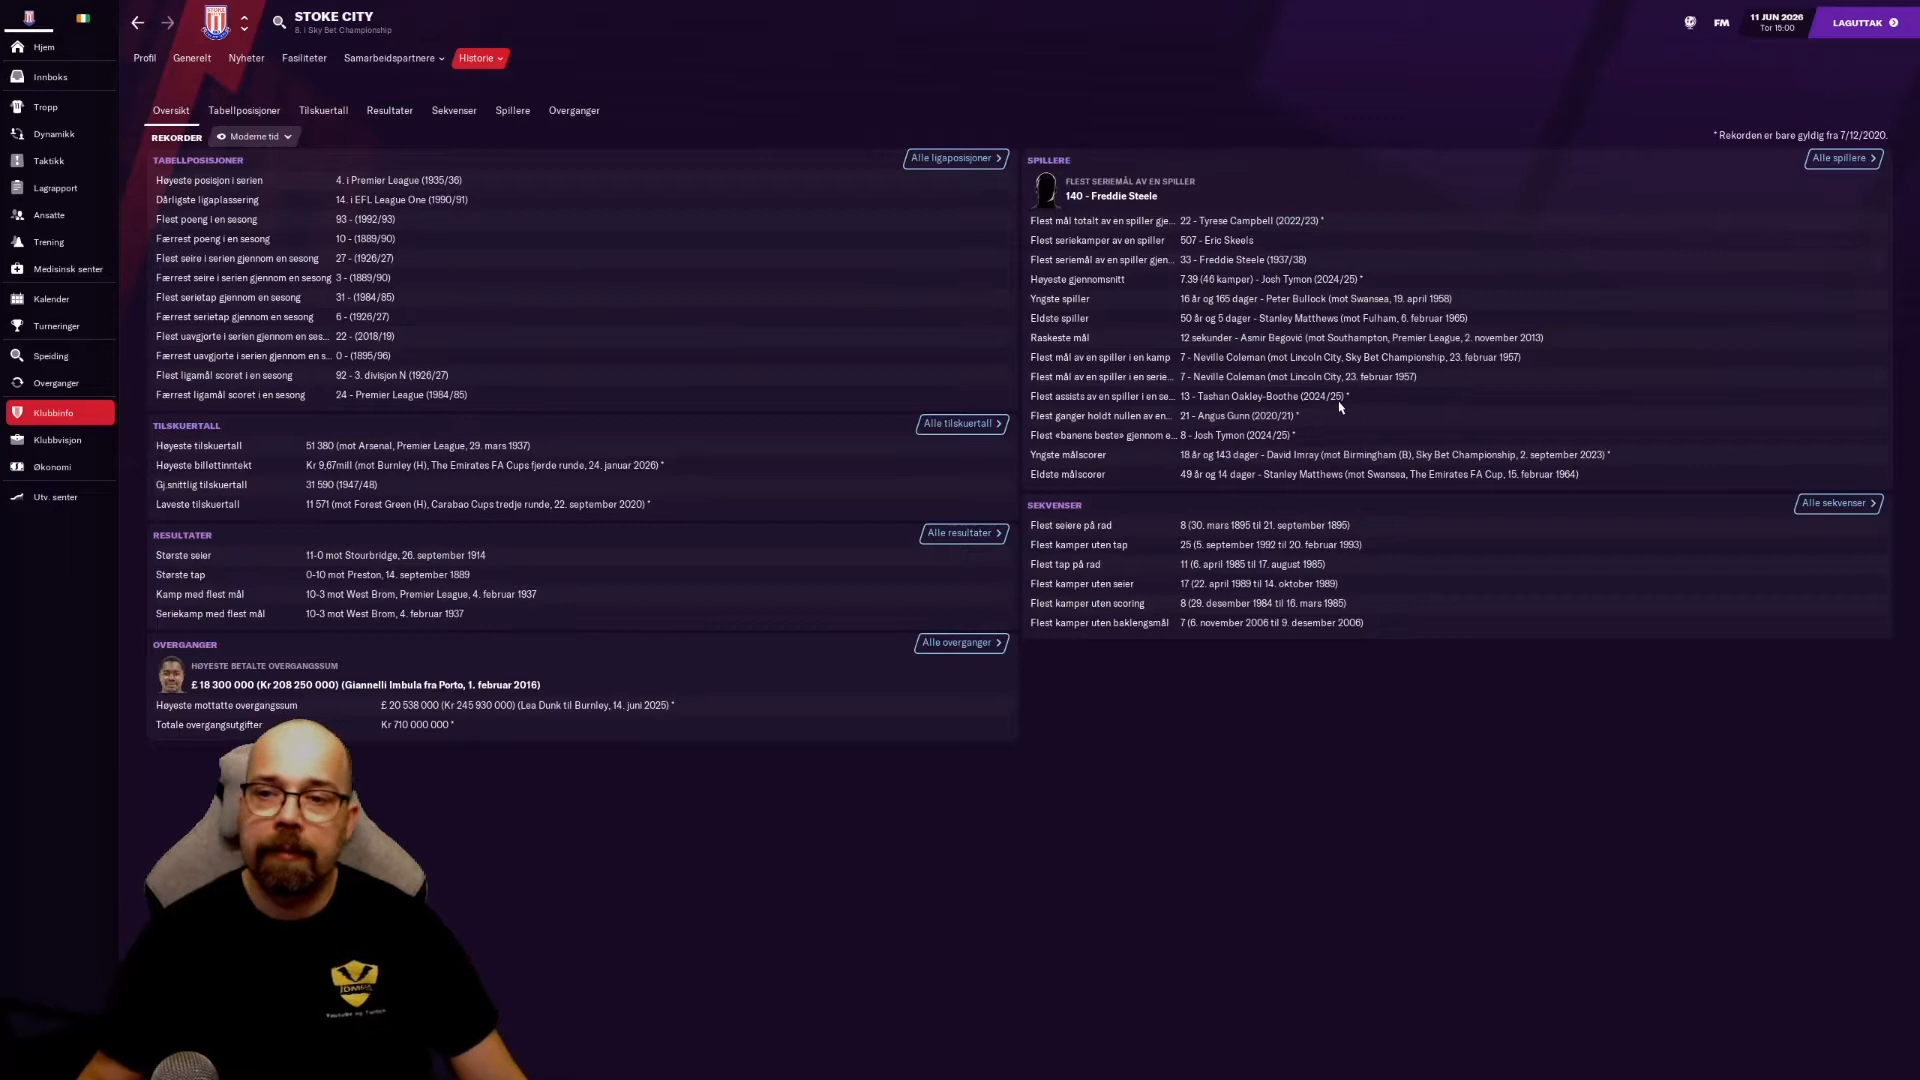 STOKE CITY
8. i Sky Bet Championship
FM
11 JUN 2026
Tor 15:00
LAGUTTAK
Profil
Generelt
Nyheter
Fasiliteter
Samarbeidspartnere
Historie
Hjem
Innboks
Tropp
Dynamikk
Taktikk
Lagrapport
Ansatte
Trening
Medisinsk senter
Kalender
Turneringer
Speiding
Overganger
Klubbinfo
Klubbvisjon
Økonomi
Utv. senter
Oversikt
Tabellposisjoner
Tilskuertall
Resultater
Sekvenser
Spillere
Overganger
REKORDER
Moderne tid
* Rekorden er bare gyldig fra 7/12/2020.
TABELLPOSISJONER
Alle ligaposisjoner
Høyeste posisjon i serien 4. i Premier League (1935/36)
Dårligste ligaplassering 14. i EFL League One (1990/91)
Flest poeng i en sesong 93 - (1992/93)
Færrest poeng i en sesong 10 - (1889/90)
Flest seire i serien gjennom en sesong 27 - (1926/27)
Færrest seire i serien gjennom en sesong 3 - (1889/90)
Flest serietap gjennom en sesong 31 - (1984/85)
Færrest serietap gjennom en sesong 6 - (1926/27)
Flest uavgjorte i serien gjennom en ses... 22 - (2018/19)
Færrest uavgjorte i serien gjennom en s... 0 - (1895/96)
Flest ligamål scoret i en sesong 92 - 3. divisjon N (1926/27)
Færrest ligamål scoret i en sesong 24 - Premier League (1984/85)
TILSKUERTALL
Alle tilskuertall
Høyeste tilskuertall 51 380 (mot Arsenal, Premier League, 29. mars 1937)
Høyeste billettinntekt Kr 9,67mill (mot Burnley (H), The Emirates FA Cups fjerde runde, 24. januar 2026) *
Gj.snittlig tilskuertall 31 590 (1947/48)
Laveste tilskuertall 11 571 (mot Forest Green (H), Carabao Cups tredje runde, 22. september 2020) *
RESULTATER
Alle resultater
Største seier 11-0 mot Stourbridge, 26. september 1914
Største tap 0-10 mot Preston, 14. september 1889
Kamp med flest mål 10-3 mot West Brom, Premier League, 4. februar 1937
Seriekamp med flest mål 10-3 mot West Brom, 4. februar 1937
OVERGANGER
Alle overganger
HØYESTE BETALTE OVERGANGSSUM
£ 18 300 000 (Kr 208 250 000) (Giannelli Imbula fra Porto, 1. februar 2016)
Høyeste mottatte overgangssum £ 20 538 000 (Kr 245 930 000) (Lea Dunk til Burnley, 14. juni 2025) *
Totale overgangsutgifter Kr 710 000 000 *
SPILLERE
Alle spillere
FLEST SERIEMÅL AV EN SPILLER
140 - Freddie Steele
Flest mål totalt av en spiller gje... 22 - Tyrese Campbell (2022/23) *
Flest seriekamper av en spiller 507 - Eric Skeels
Flest seriemål av en spiller gjen... 33 - Freddie Steele (1937/38)
Høyeste gjennomsnitt 7.39 (46 kamper) - Josh Tymon (2024/25) *
Yngste spiller 16 år og 165 dager - Peter Bullock (mot Swansea, 19. april 1958)
Eldste spiller 50 år og 5 dager - Stanley Matthews (mot Fulham, 6. februar 1965)
Raskeste mål 12 sekunder - Asmir Begović (mot Southampton, Premier League, 2. november 2013)
Flest mål av en spiller i en kamp 7 - Neville Coleman (mot Lincoln City, Sky Bet Championship, 23. februar 1957)
Flest mål av en spiller i en serie... 7 - Neville Coleman (mot Lincoln City, 23. februar 1957)
Flest assists av en spiller i en se... 13 - Tashan Oakley-Boothe (2024/25) *
Flest ganger holdt nullen av en... 21 - Angus Gunn (2020/21) *
Flest «banens beste» gjennom e... 8 - Josh Tymon (2024/25) *
Yngste målscorer 18 år og 143 dager - David Imray (mot Birmingham (B), Sky Bet Championship, 2. september 2023) *
Eldste målscorer 49 år og 14 dager - Stanley Matthews (mot Swansea, The Emirates FA Cup, 15. februar 1964)
SEKVENSER
Alle sekvenser
Flest seiere på rad 8 (30. mars 1895 til 21. september 1895)
Flest kamper uten tap 25 (5. september 1992 til 20. februar 1993)
Flest tap på rad 11 (6. april 1985 til 17. august 1985)
Flest kamper uten seier 17 (22. april 1989 til 14. oktober 1989)
Flest kamper uten scoring 8 (29. desember 1984 til 16. mars 1985)
Flest kamper uten baklengsmål 7 (6. november 2006 til 9. desember 2006)
Youtube og Twitch